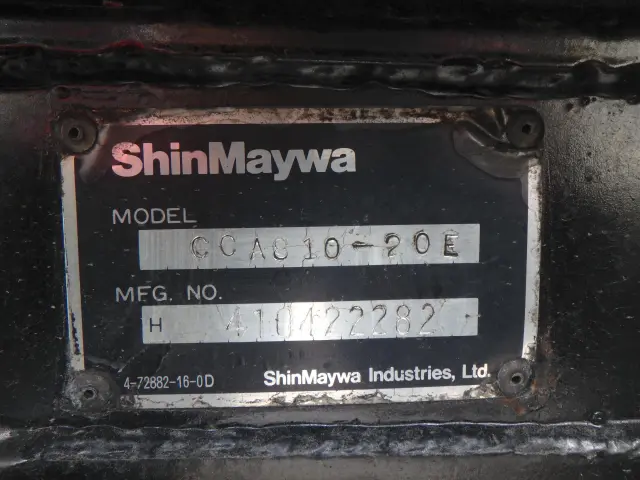 ShinMaywa
MODEL
CCAS10-20E
MFG. NO.
H 410422282
4-72882-16-0D
ShinMaywa Industries, Ltd.